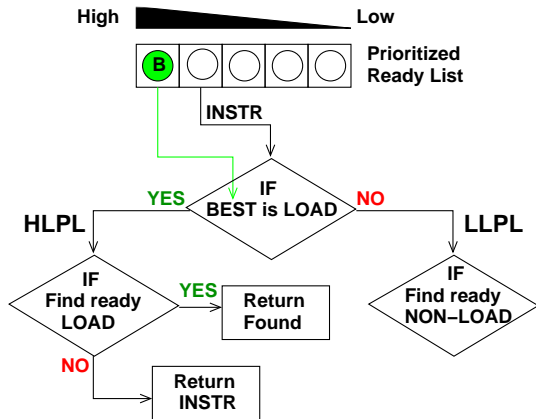 High
Low
B
Prioritized
Ready List
INSTR
IF
BEST is LOAD
YES
NO
HLPL
LLPL
IF
Find ready
LOAD
YES
Return
Found
IF
Find ready
NON−LOAD
NO
Return
INSTR